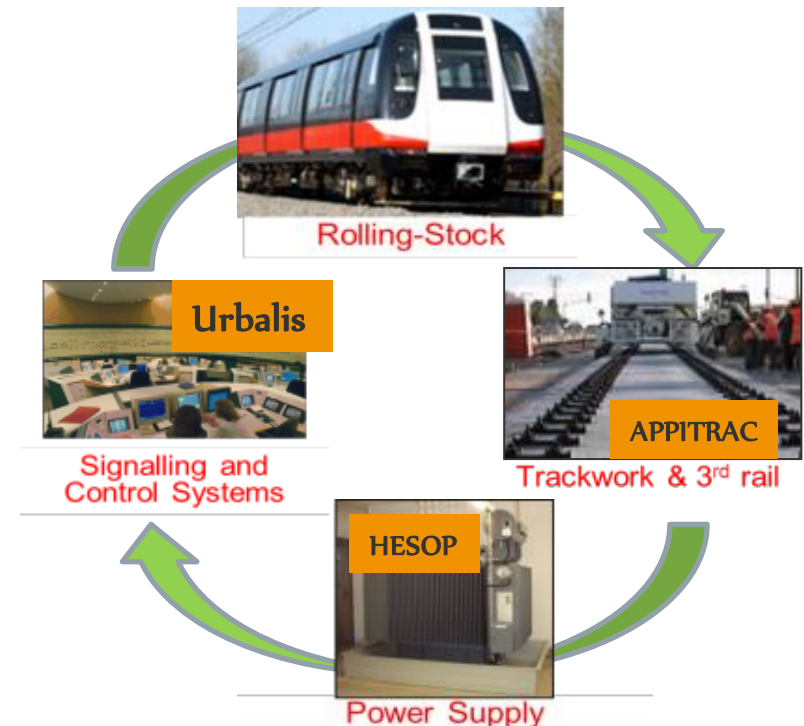 Rolling-Stock
Urbalis
Signalling and
Control Systems
APPITRAC
Trackwork & 3rd rail
HESOP
Power Supply